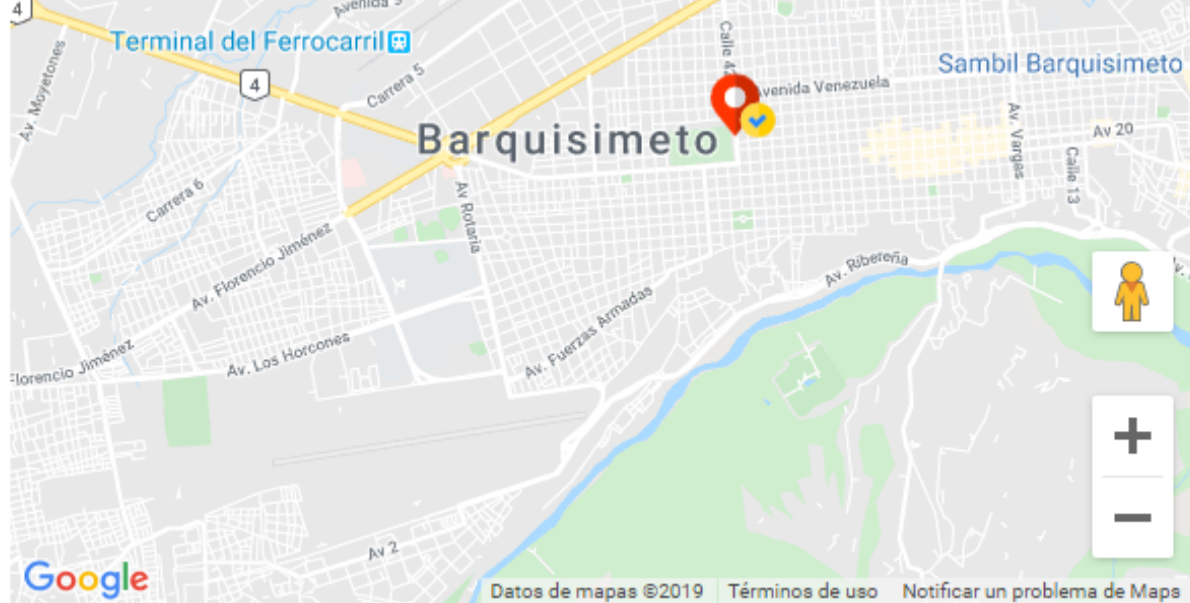 4
Avenida 3
Terminal del Ferrocarril
Calle 42
Sambil Barquisimeto
Av. Moyetones
4
Carrera 5
Avenida Venezuela
Barquisimeto
Av. Vargas
Av 20
Calle 13
Carrera 6
Av Rotaria
Av. Florencio Jiménez
Av. Ribereña
Av.
Av. Fuerzas Armadas
Florencio Jiménez
Av. Los Horcones
+
−
Av 2
Google
Datos de mapas ©2019 Términos de uso Notificar un problema de Maps